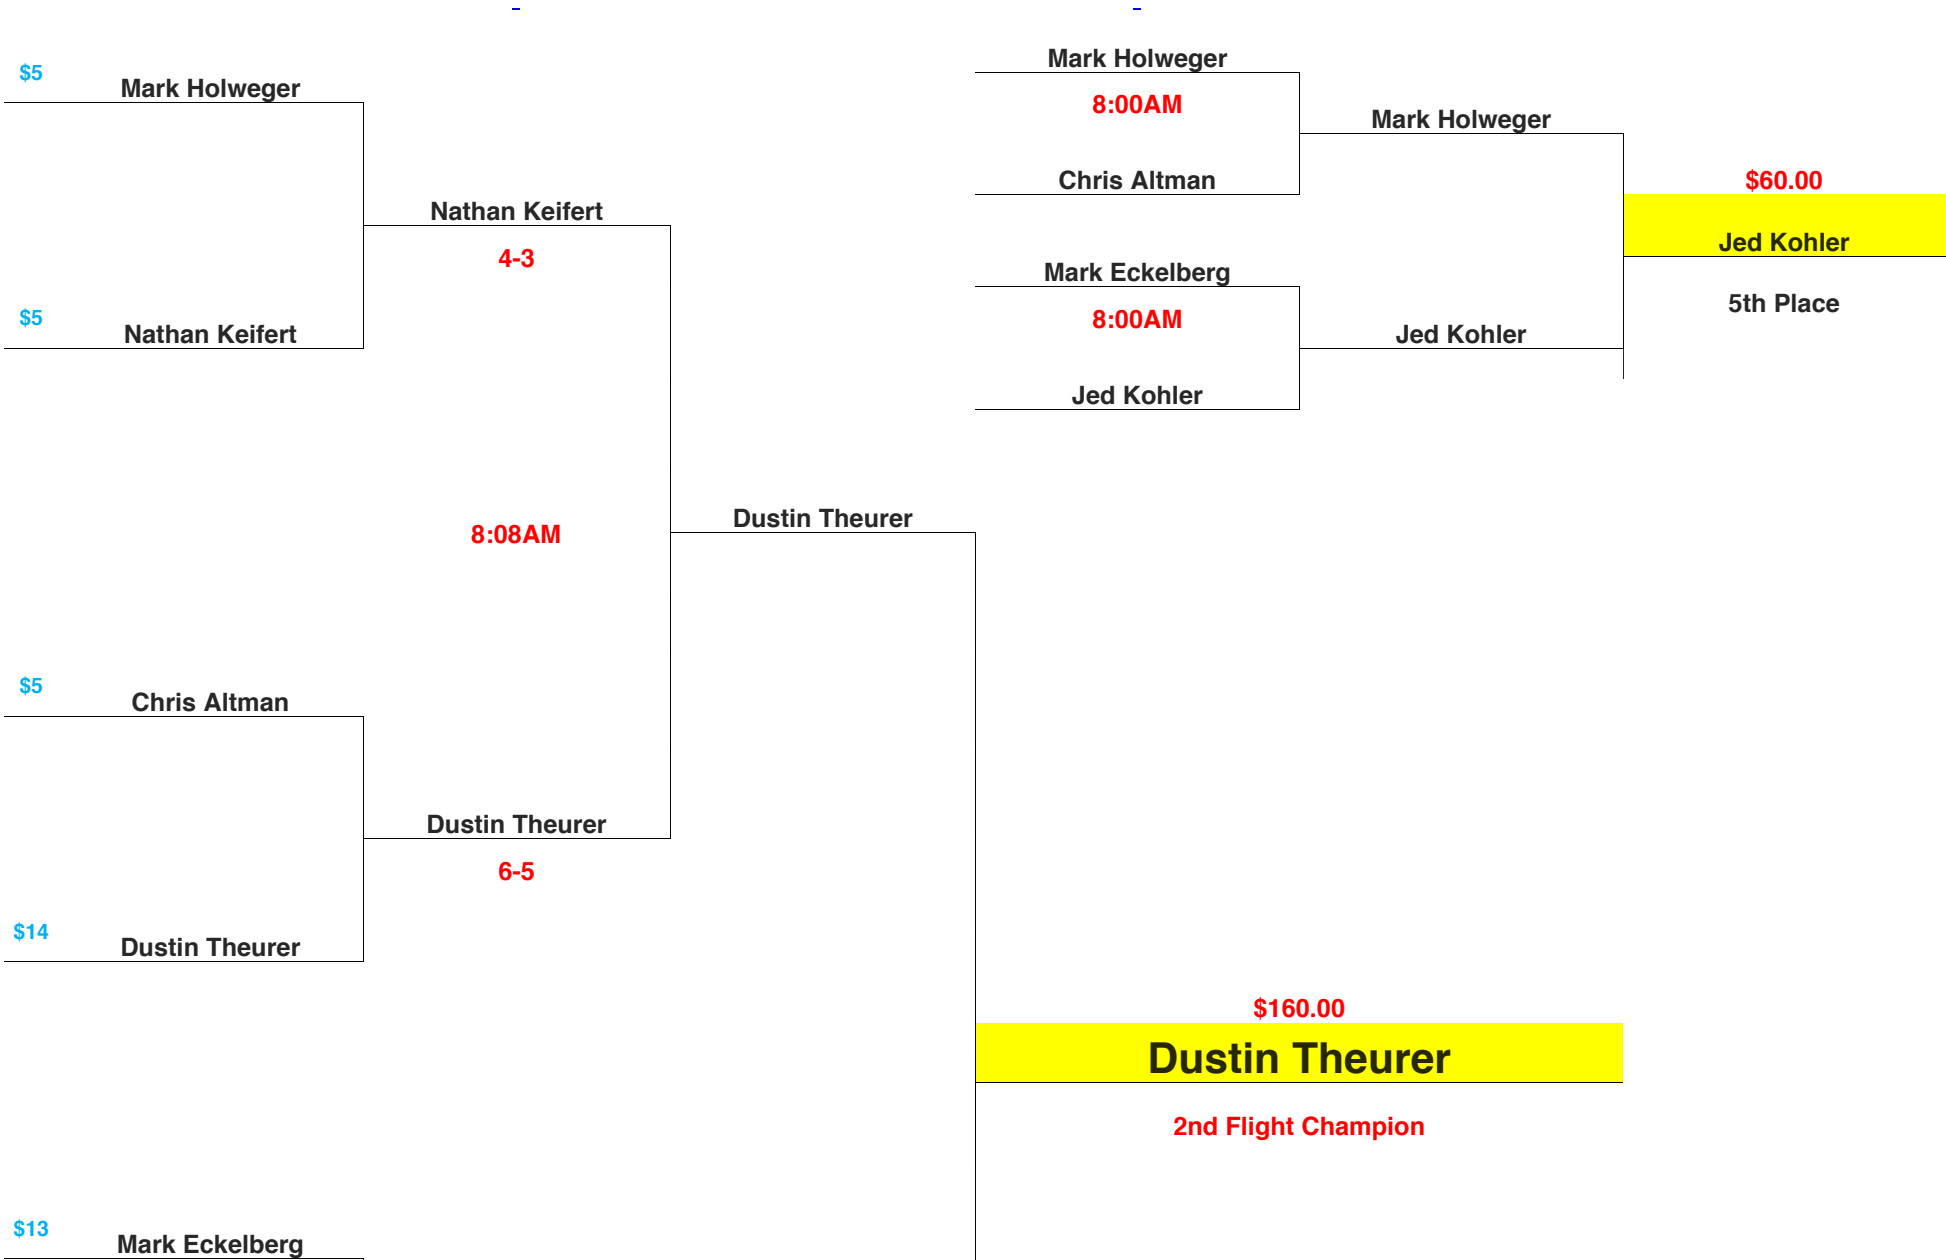 $5
Mark Holweger
Nathan Keifert
4-3
$5
Nathan Keifert
8:08AM
Dustin Theurer
$5
Chris Altman
Dustin Theurer
6-5
$14
Dustin Theurer
$13
Mark Eckelberg
Mark Holweger
8:00AM
Mark Holweger
Chris Altman
$60.00
Jed Kohler
5th Place
Mark Eckelberg
8:00AM
Jed Kohler
Jed Kohler
$160.00
Dustin Theurer
2nd Flight Champion